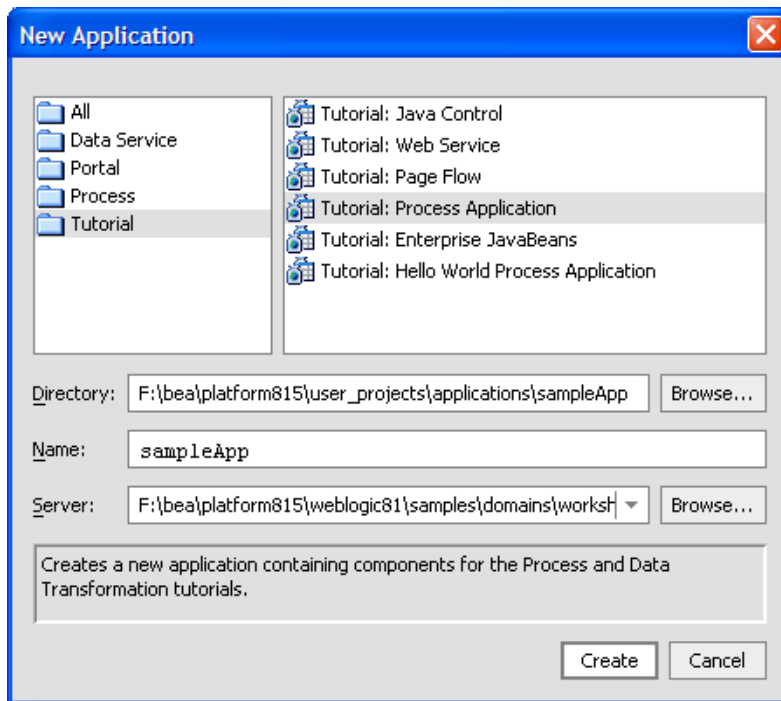 New Application
All
Data Service
Portal
Process
Tutorial
Tutorial: Java Control
Tutorial: Web Service
Tutorial: Page Flow
Tutorial: Process Application
Tutorial: Enterprise JavaBeans
Tutorial: Hello World Process Application
Directory: F:\bea\platform815\user_projects\applications\sampleApp Browse...
Name: sampleApp
Server: F:\bea\platform815\weblogic81\samples\domains\worksh Browse...
Creates a new application containing components for the Process and Data
Transformation tutorials.
Create Cancel